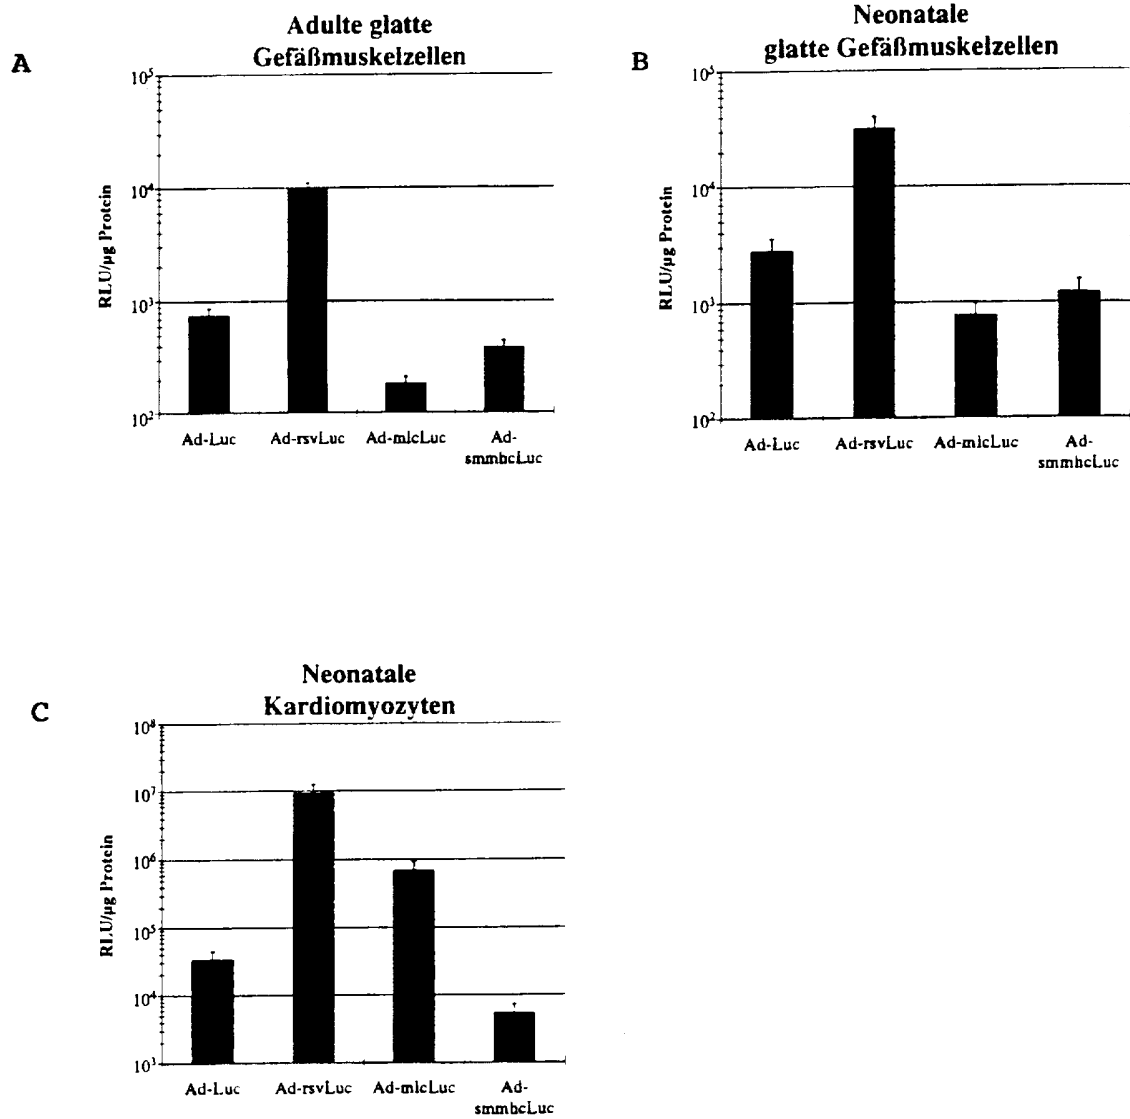 A
Adulte glatte
Gefäßmuskelzellen
10⁵
10⁴
10³
10²
RLU/µg Protein
Ad-Luc
Ad-rsvLuc
Ad-mlcLuc
Ad-
smmhcLuc
B
Neonatale
glatte Gefäßmuskelzellen
10⁵
10⁴
10³
10²
RLU/µg Protein
Ad-Luc
Ad-rsvLuc
Ad-mlcLuc
Ad-
smmhcLuc
C
Neonatale
Kardiomyozyten
10⁸
10⁷
10⁶
10⁵
10⁴
10³
RLU/µg Protein
Ad-Luc
Ad-rsvLuc
Ad-mlcLuc
Ad-
smmhcLuc